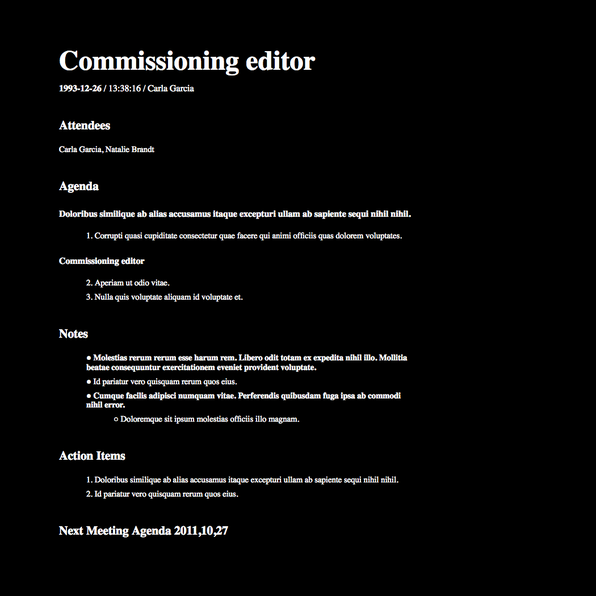 Commissioning editor
1993-12-26 / 13:38:16 / Carla Garcia
Attendees
Carla Garcia, Natalie Brandt
Agenda
Doloribus similique ab alias accusamus itaque excepturi ullam ab sapiente sequi nihil nihil.
1. Corrupti quasi cupiditate consectetur quae facere qui animi officiis quas dolorem voluptates.
Commissioning editor
2. Aperiam ut odio vitae.
3. Nulla quis voluptate aliquam id voluptate et.
Notes
● Molestias rerum rerum esse harum rem. Libero odit totam ex expedita nihil illo. Mollitia
beatae consequuntur exercitationem eveniet provident voluptate.
● Id pariatur vero quisquam rerum quos eius.
● Cumque facilis adipisci numquam vitae. Perferendis quibusdam fuga ipsa ab commodi
nihil error.
○ Doloremque sit ipsum molestias officiis illo magnam.
Action Items
1. Doloribus similique ab alias accusamus itaque excepturi ullam ab sapiente sequi nihil nihil.
2. Id pariatur vero quisquam rerum quos eius.
Next Meeting Agenda 2011,10,27